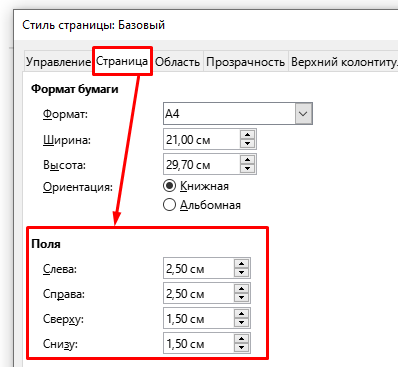 Стиль страницы: Базовый
Управление Страница Область Прозрачность Верхний колонтитул
Формат бумаги
Формат: A4
Ширина: 21,00 см
Высота: 29,70 см
Ориентация: Книжная
Альбомная
Поля
Слева: 2,50 см
Справа: 2,50 см
Сверху: 1,50 см
Снизу: 1,50 см